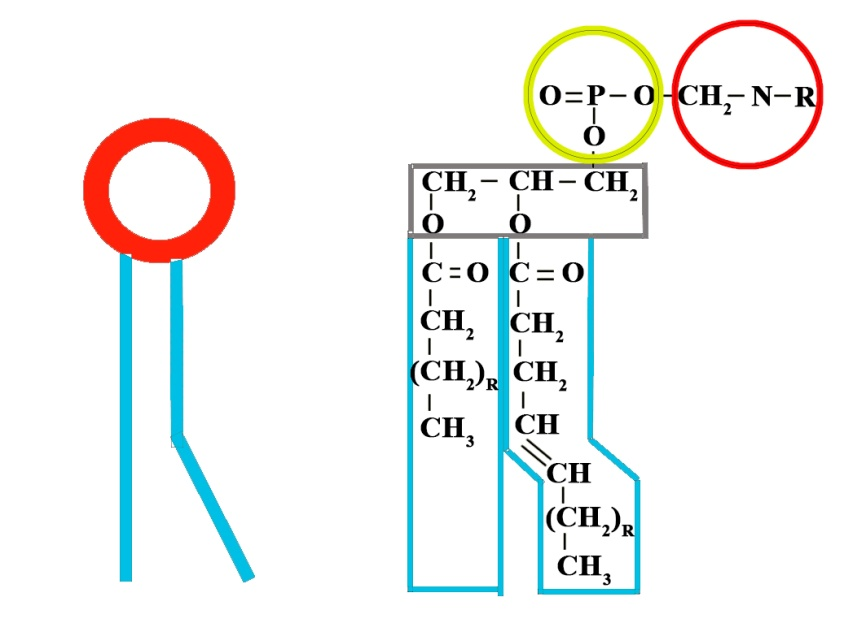 O=P–O–CH₂–N–R
O
CH₂–CH–CH₂
O O
C=O C=O
CH₂ CH₂
(CH₂)R CH₂
CH₃ CH
CH
(CH₂)R
CH₃